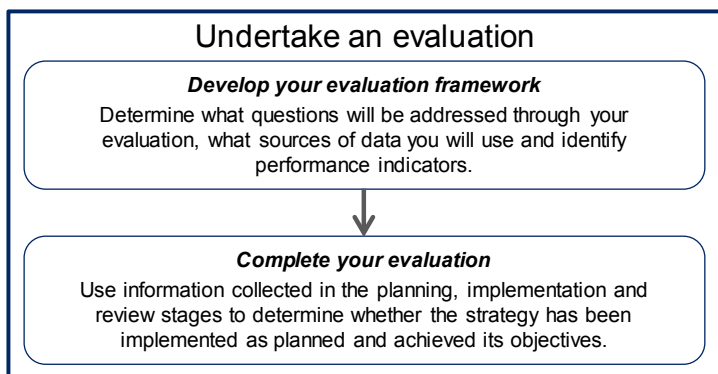 Undertake an evaluation
Develop your evaluation framework
Determine what questions will be addressed through your
evaluation, what sources of data you will use and identify
performance indicators.
Complete your evaluation
Use information collected in the planning, implementation and
review stages to determine whether the strategy has been
implemented as planned and achieved its objectives.